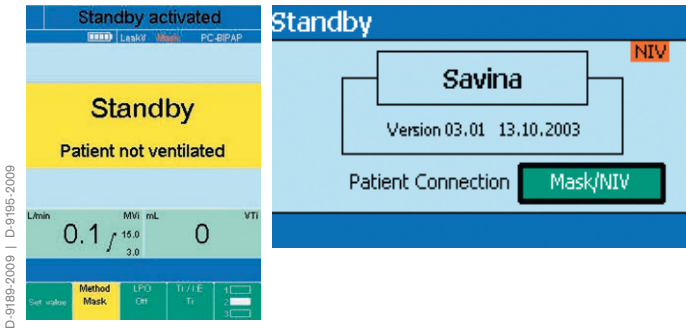 Standby activated
Leak% Mask PC-BIPAP
Standby
Patient not ventilated
L/min MVi mL VTi
0.1 / 15.0 0
3.0
Set value Method LPO Ti / I:E 1
Mask Off Ti 2
3
Standby
NIV
Savina
Version 03.01 13.10.2003
Patient Connection Mask/NIV
D-9189-2009 | D-9195-2009